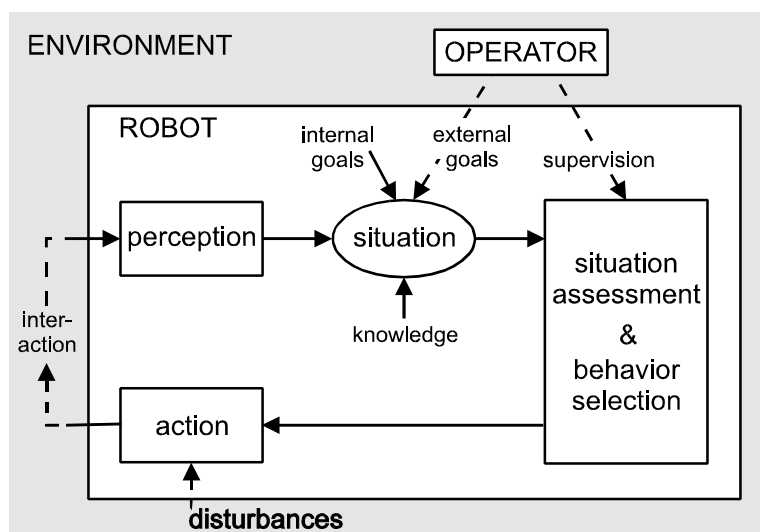 ENVIRONMENT
OPERATOR
ROBOT
internal
goals
external
goals
supervision
perception
situation
situation
assessment
&
behavior
selection
inter-
action
knowledge
action
disturbances